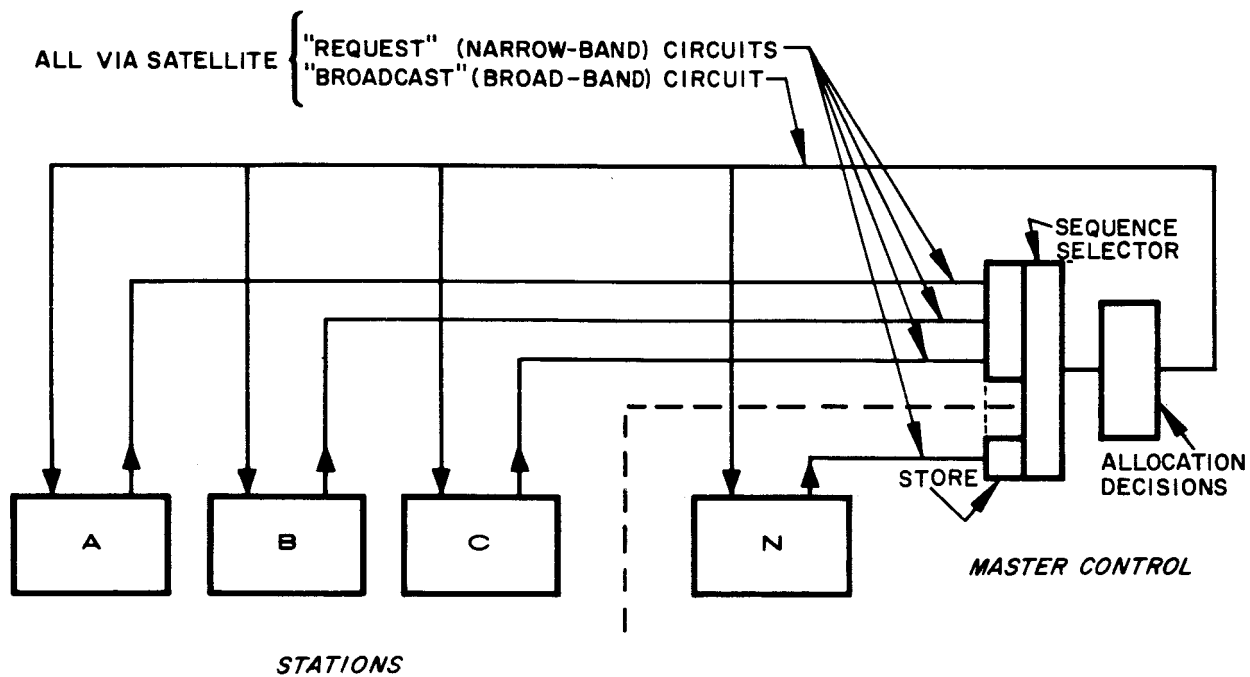 ALL VIA SATELLITE
"REQUEST" (NARROW-BAND) CIRCUITS
"BROADCAST" (BROAD-BAND) CIRCUIT
SEQUENCE
SELECTOR
STORE
ALLOCATION
DECISIONS
A
B
C
N
MASTER CONTROL
STATIONS